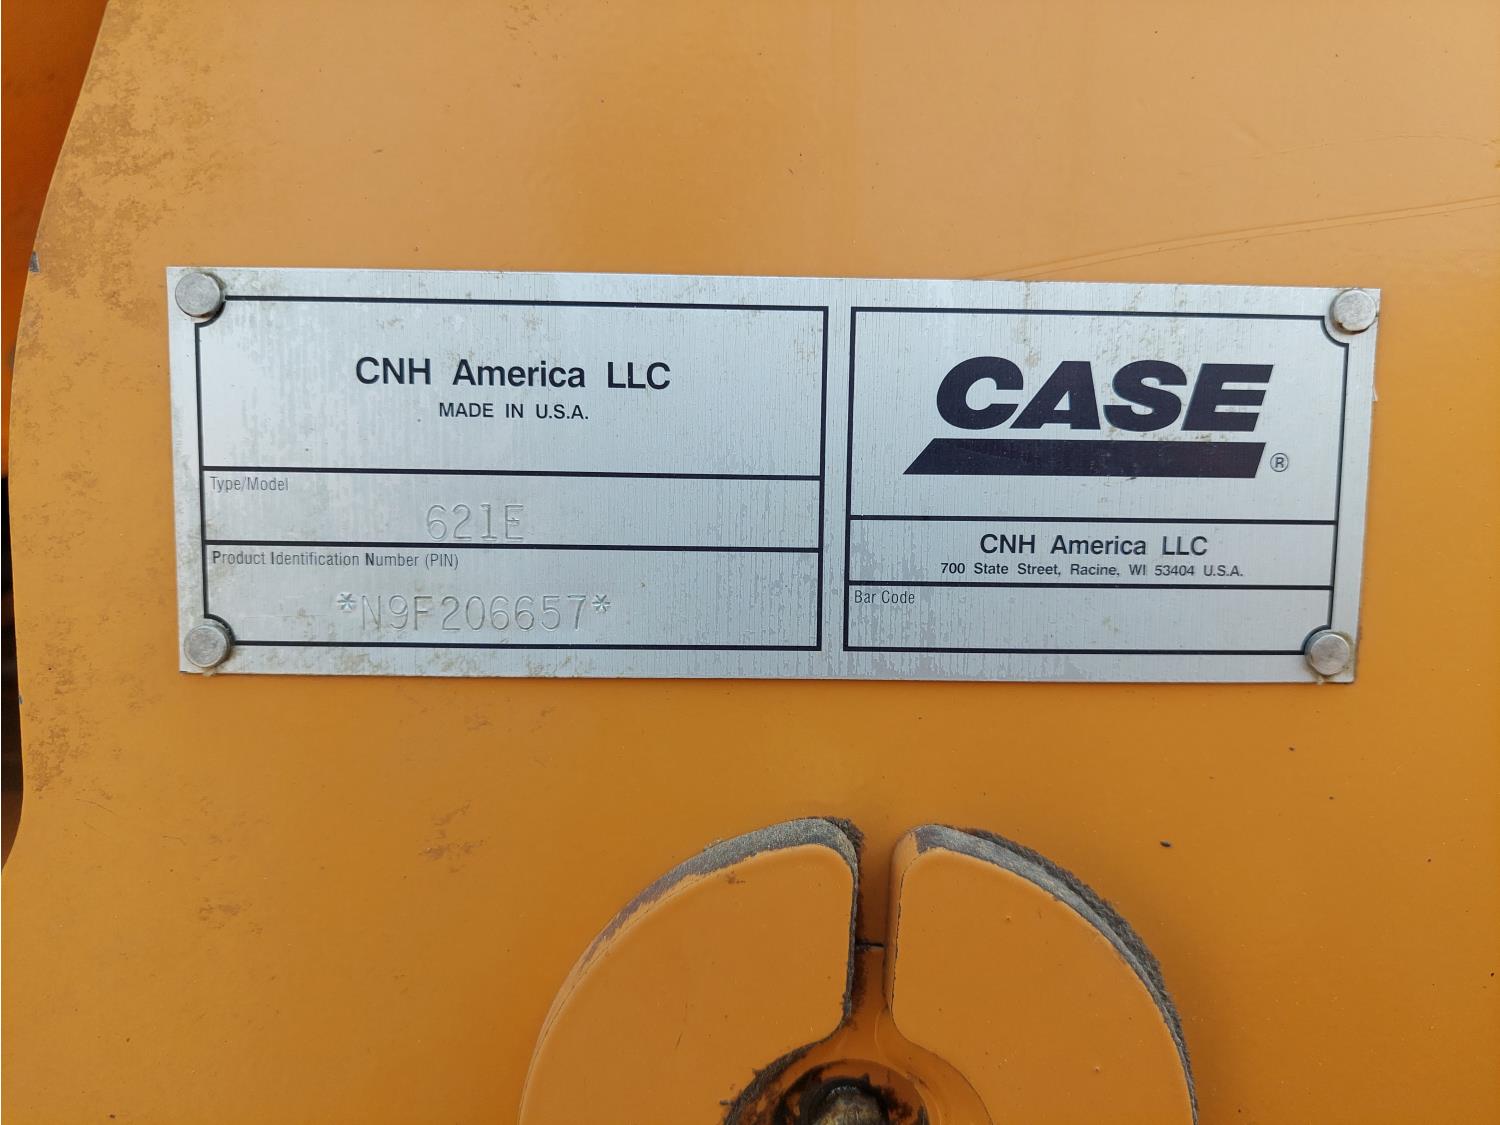 CNH America LLC
MADE IN U.S.A.
Type/Model
621E
Product Identification Number (PIN)
*N9F206657*
CASE
®
CNH America LLC
700 State Street, Racine, WI 53404 U.S.A.
Bar Code